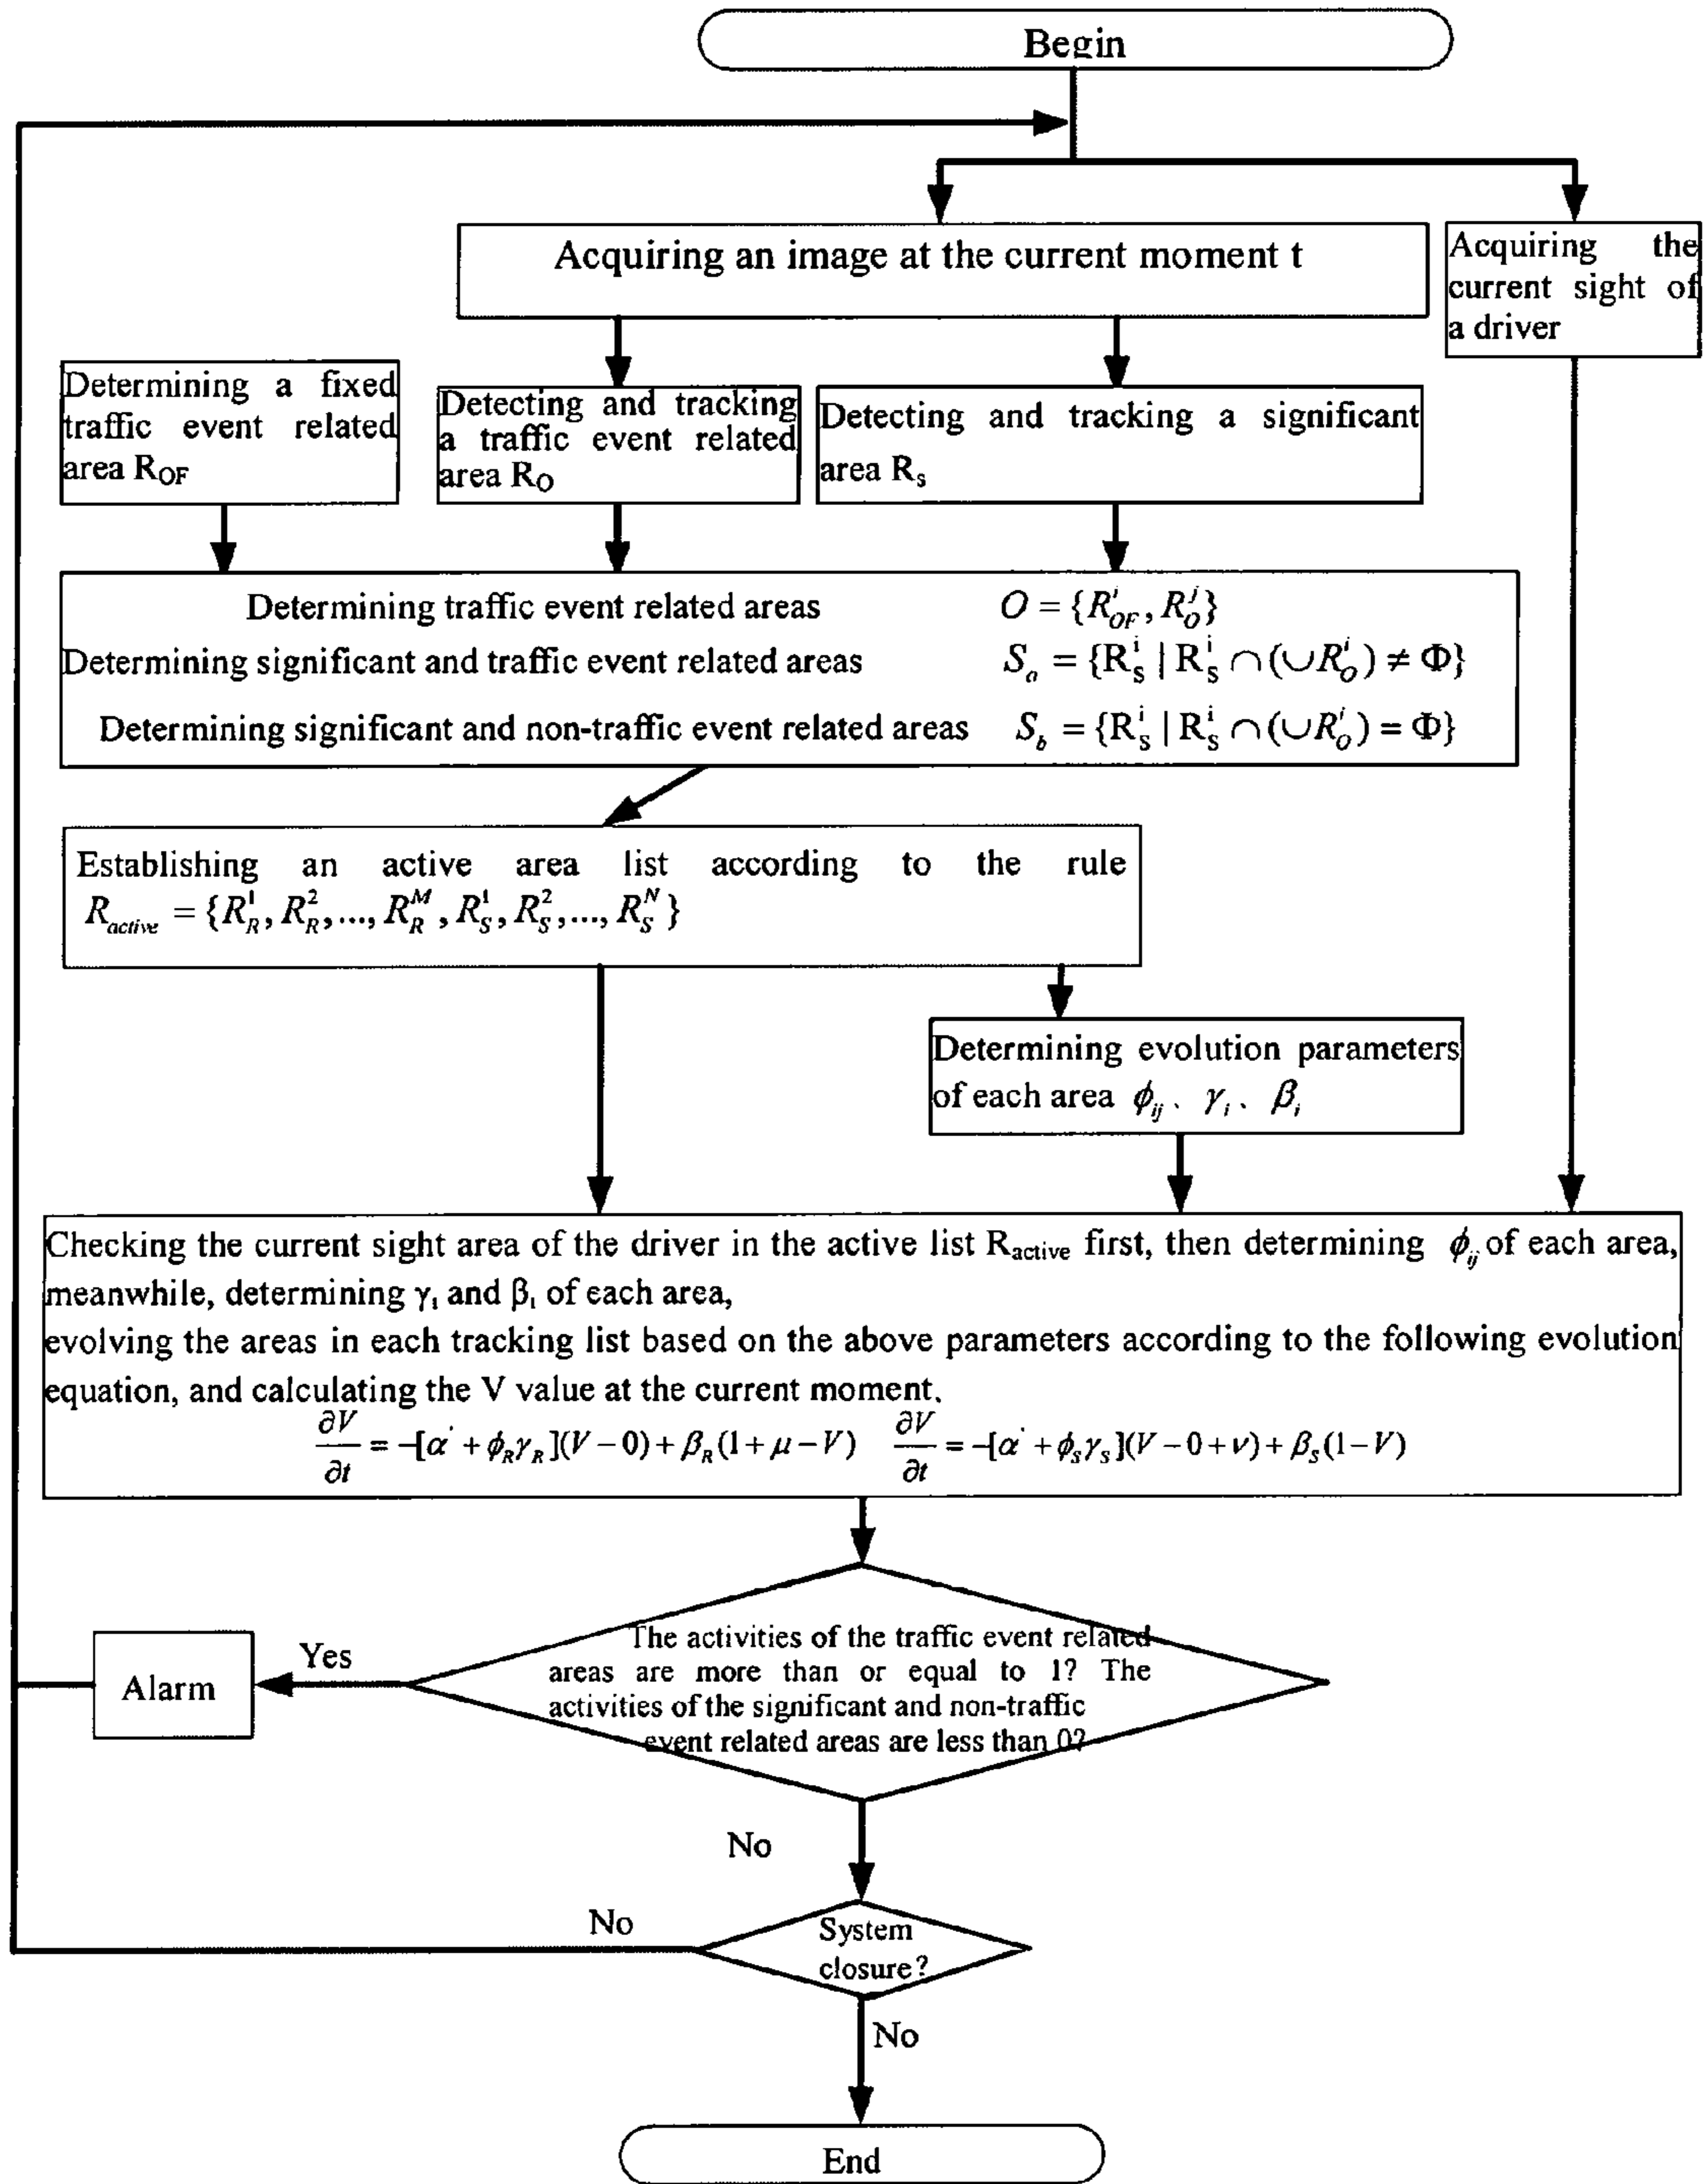 Begin
Acquiring an image at the current moment t
Acquiring the
current sight of
a driver
Determining a fixed
traffic event related
area R_OF
Detecting and tracking
a traffic event related
area R_O
Detecting and tracking a significant
area R_s
Determining traffic event related areas O = {R^i_OF, R^j_O}
Determining significant and traffic event related areas S_a = {R^i_S | R^i_S ∩ (∪R^i_O) ≠ Φ}
Determining significant and non-traffic event related areas S_b = {R^i_S | R^i_S ∩ (∪R^i_O) = Φ}
Establishing an active area list according to the rule
R_active = {R^1_R, R^2_R, ..., R^M_R, R^1_S, R^2_S, ..., R^N_S}
Determining evolution parameters
of each area ϕ_ij、 γ_i、 β_i
Checking the current sight area of the driver in the active list R_active first, then determining ϕ_ij of each area,
meanwhile, determining γ_i and β_i of each area,
evolving the areas in each tracking list based on the above parameters according to the following evolution
equation, and calculating the V value at the current moment.
∂V/∂t = -[α' + ϕ_R γ_R](V - 0) + β_R(1 + μ - V) ∂V/∂t = -[α' + ϕ_S γ_S](V - 0 + ν) + β_S(1 - V)
The activities of the traffic event related
areas are more than or equal to 1? The
activities of the significant and non-traffic
event related areas are less than 0?
Yes
Alarm
No
No
System
closure?
No
End